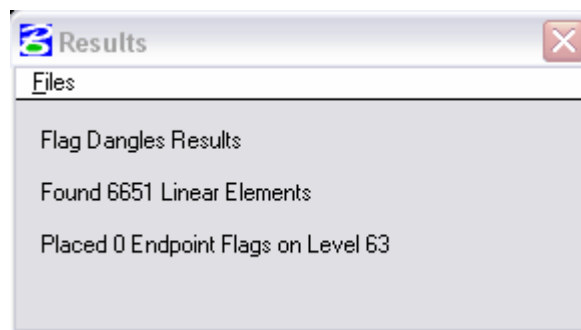 Results
Files
Flag Dangles Results
Found 6651 Linear Elements
Placed 0 Endpoint Flags on Level 63